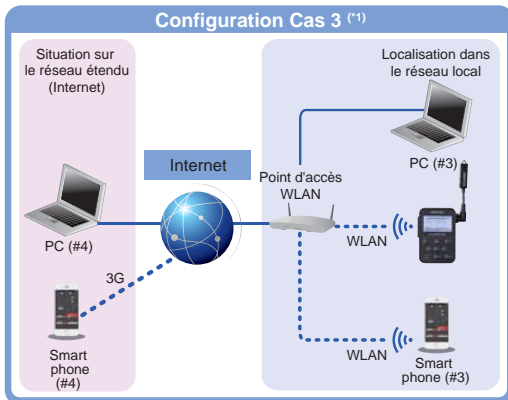 Configuration Cas 3 (*1)
Situation sur
le réseau étendu
(Internet)
Localisation dans
le réseau local
PC (#3)
Internet
Point d'accès
WLAN
PC (#4)
WLAN
3G
Smart
phone
(#4)
WLAN
Smart
phone (#3)